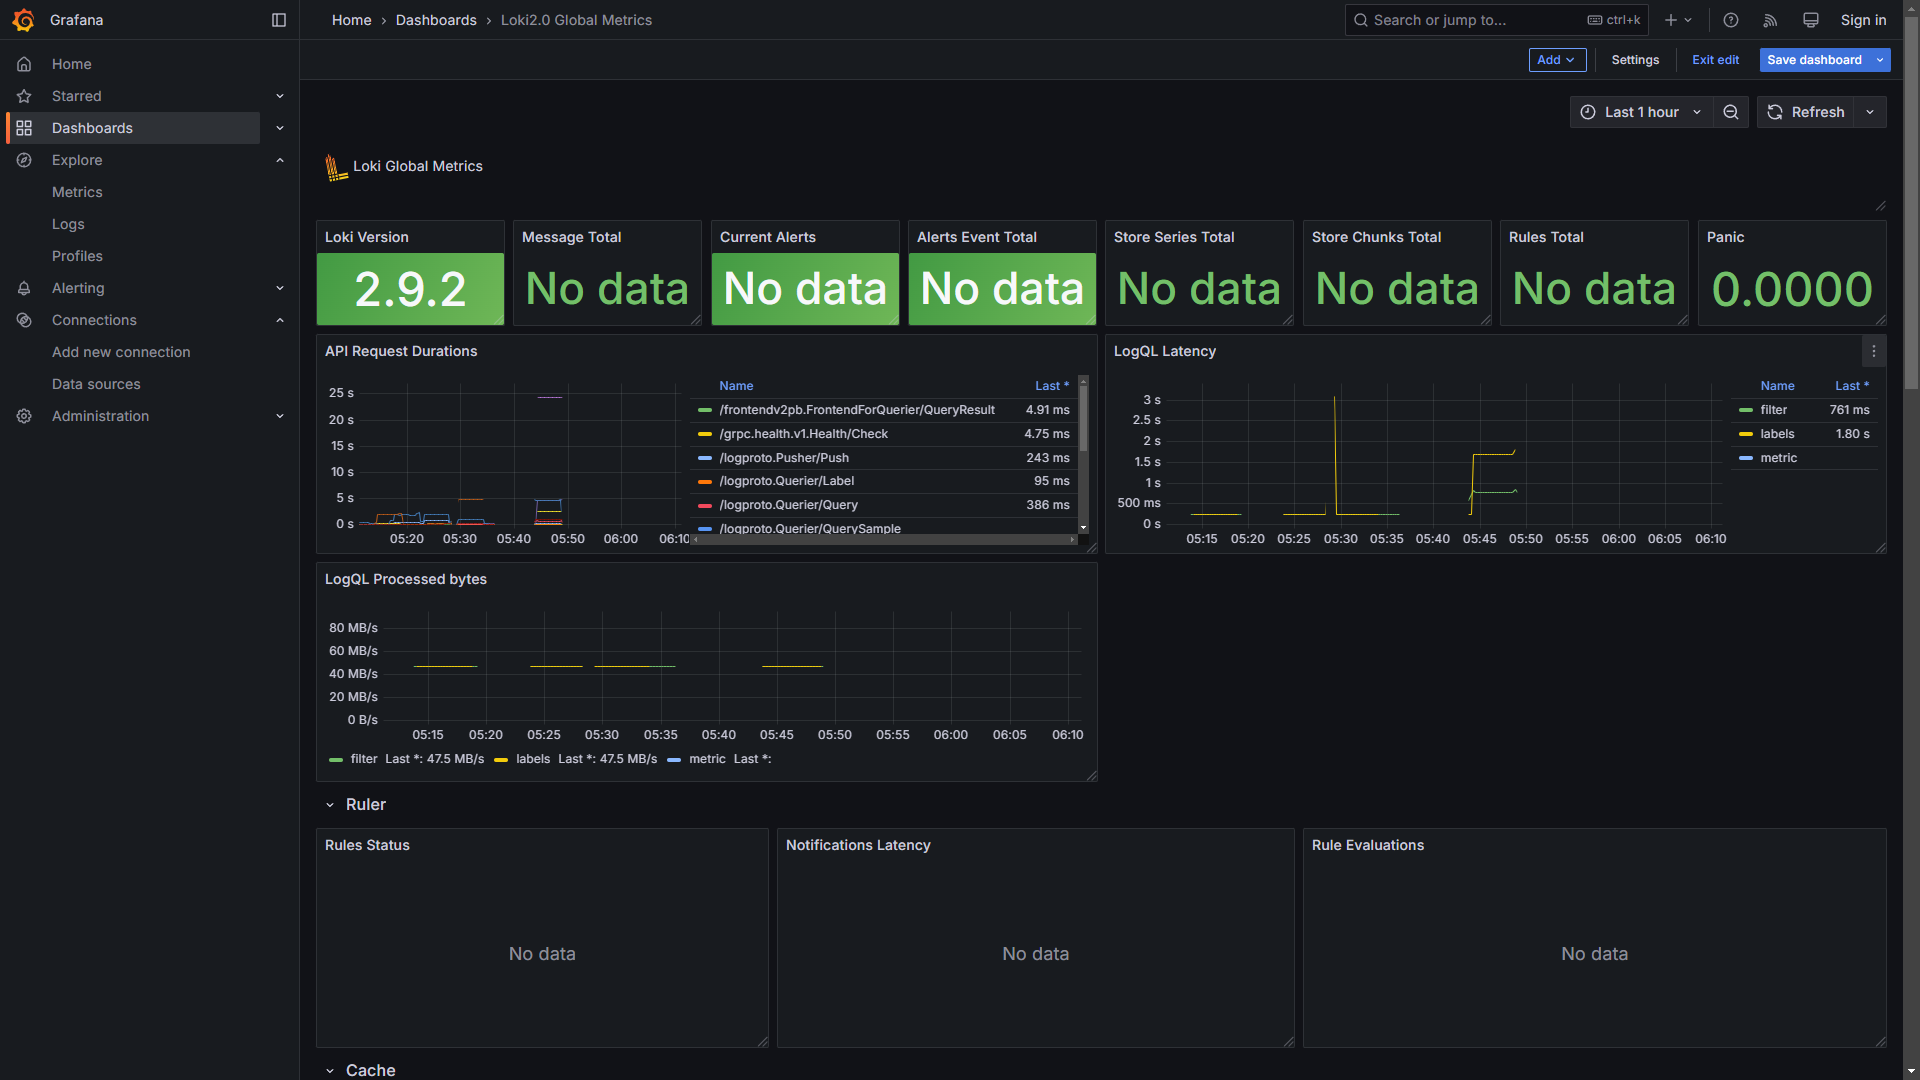 Grafana
Home › Dashboards › Loki2.0 Global Metrics
Search or jump to... ctrl+k
Sign in
Add
Settings
Exit edit
Save dashboard
Home
Starred
Dashboards
Explore
Metrics
Logs
Profiles
Alerting
Connections
Add new connection
Data sources
Administration
Last 1 hour
Refresh
Loki Global Metrics
Loki Version
2.9.2
Message Total
No data
Current Alerts
No data
Alerts Event Total
No data
Store Series Total
No data
Store Chunks Total
No data
Rules Total
No data
Panic
0.0000
API Request Durations
25 s
20 s
15 s
10 s
5 s
0 s
05:20 05:30 05:40 05:50 06:00 06:10
Name Last *
/frontendv2pb.FrontendForQuerier/QueryResult 4.91 ms
/grpc.health.v1.Health/Check 4.75 ms
/logproto.Pusher/Push 243 ms
/logproto.Querier/Label 95 ms
/logproto.Querier/Query 386 ms
/logproto.Querier/QuerySample
LogQL Latency
3 s
2.5 s
2 s
1.5 s
1 s
500 ms
0 s
05:15 05:20 05:25 05:30 05:35 05:40 05:45 05:50 05:55 06:00 06:05 06:10
Name Last *
filter 761 ms
labels 1.80 s
metric
LogQL Processed bytes
80 MB/s
60 MB/s
40 MB/s
20 MB/s
0 B/s
05:15 05:20 05:25 05:30 05:35 05:40 05:45 05:50 05:55 06:00 06:05 06:10
filter Last *: 47.5 MB/s labels Last *: 47.5 MB/s metric Last *:
Ruler
Rules Status
No data
Notifications Latency
No data
Rule Evaluations
No data
Cache